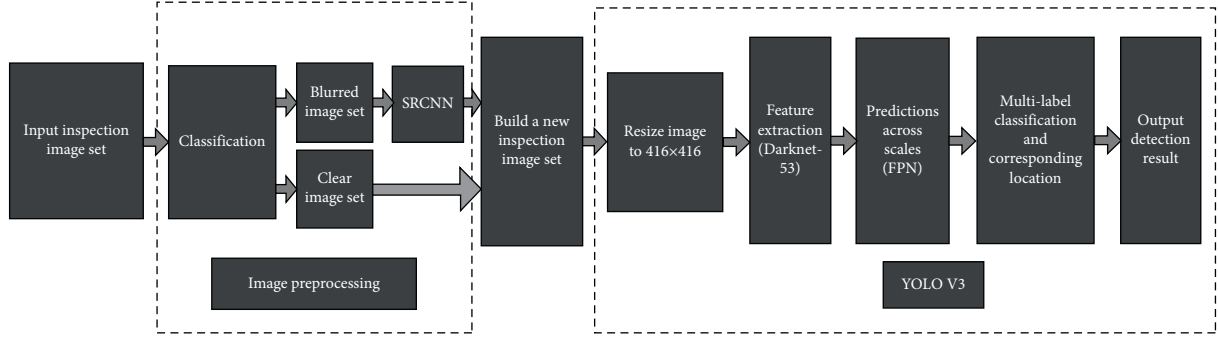 Input inspection
image set
Classification
Blurred
image set
SRCNN
Clear
image set
Image preprocessing
Build a new
inspection
image set
Resize image
to 416×416
Feature
extraction
(Darknet-
53)
Predictions
across
scales
(FPN)
Multi-label
classification
and
corresponding
location
Output
detection
result
YOLO V3